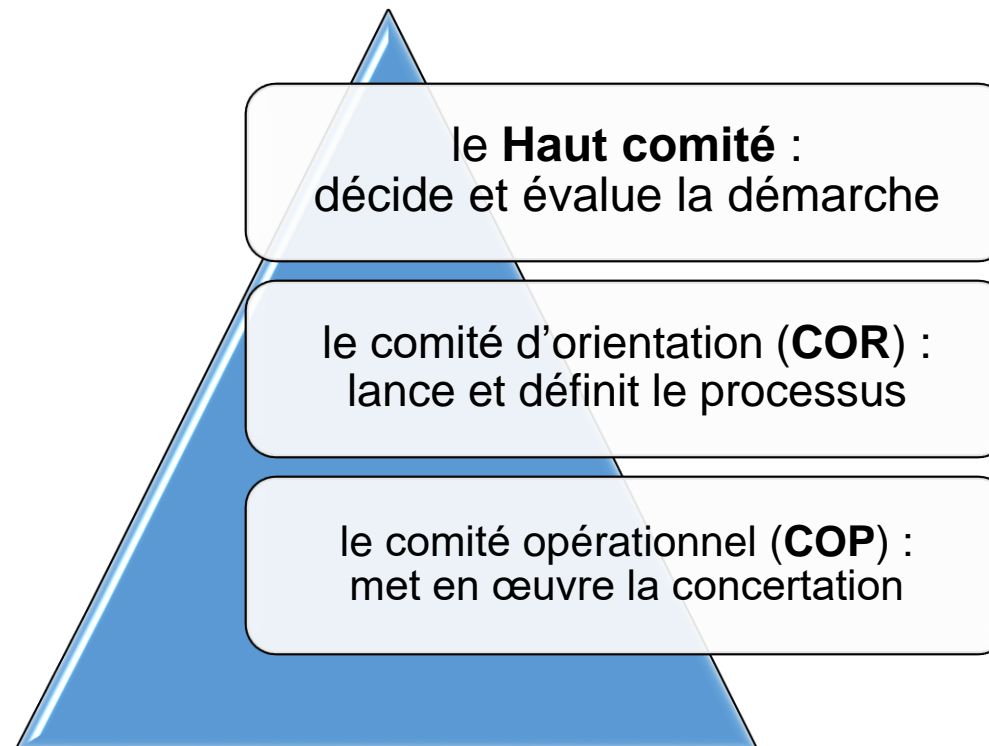 le Haut comité :
décide et évalue la démarche
le comité d’orientation (COR) :
lance et définit le processus
le comité opérationnel (COP) :
met en œuvre la concertation